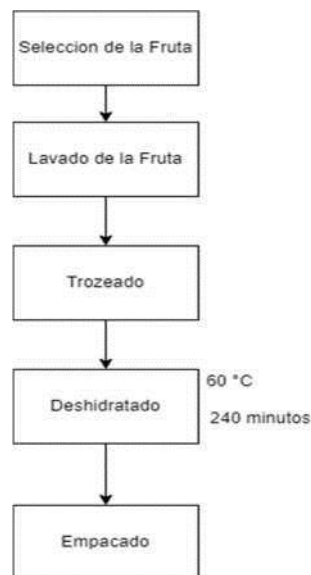 Seleccion de la Fruta
Lavado de la Fruta
Trozeado
Deshidratado
60 °C
240 minutos
Empacado